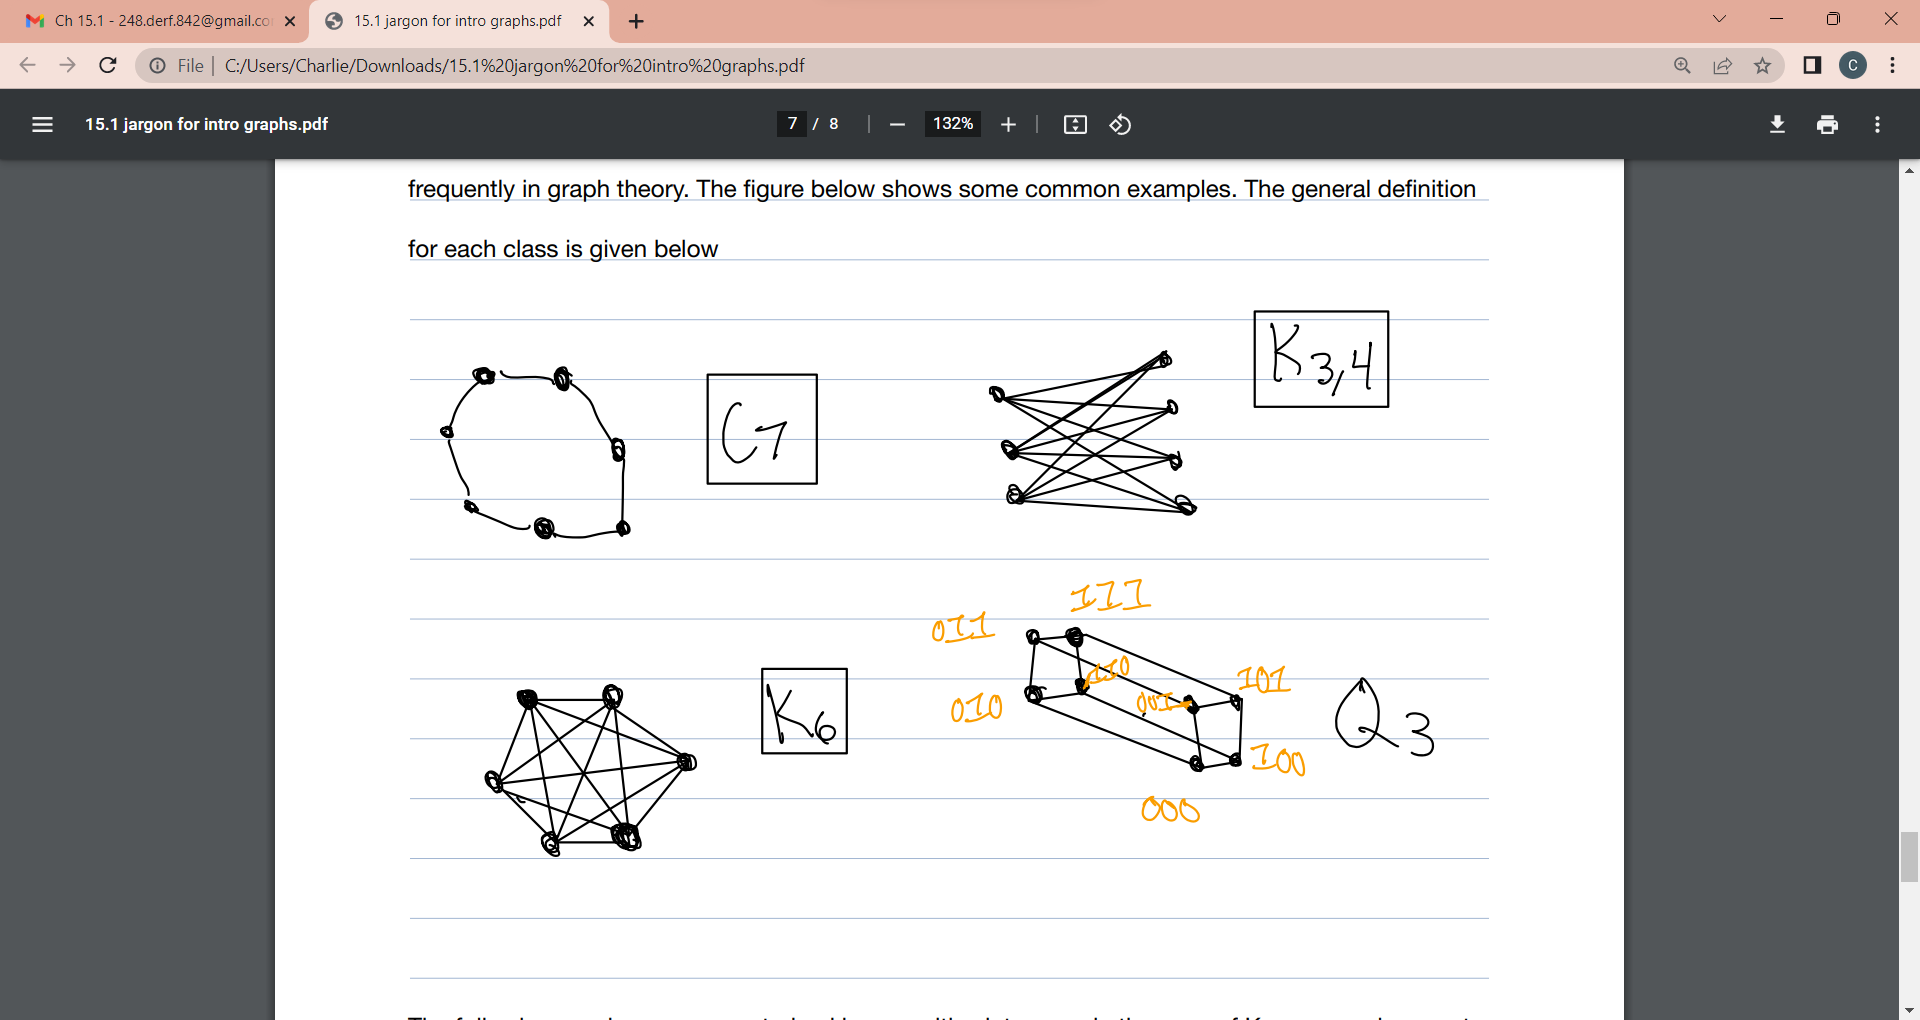 Ch 15.1 - 248.derf.842@gmail.co
15.1 jargon for intro graphs.pdf
File
C:/Users/Charlie/Downloads/15.1%20jargon%20for%20intro%20graphs.pdf
C
15.1 jargon for intro graphs.pdf
7 / 8
132%
frequently in graph theory. The figure below shows some common examples. The general definition
for each class is given below
C7
K3,4
111
011
110
101
010
001
K6
Q3
100
000